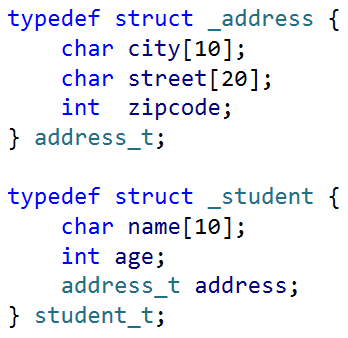 typedef struct _address {
    char city[10];
    char street[20];
    int  zipcode;
} address_t;

typedef struct _student {
    char name[10];
    int age;
    address_t address;
} student_t;